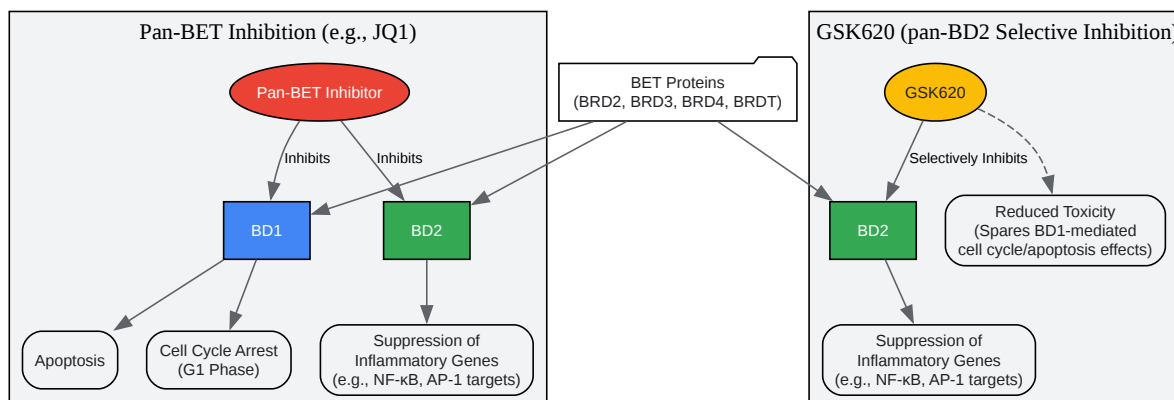 Pan-BET Inhibition (e.g., JQ1)
GSK620 (pan-BD2 Selective Inhibition)
Pan-BET Inhibitor
BET Proteins
(BRD2, BRD3, BRD4, BRDT)
GSK620
Inhibits
Inhibits
Selectively Inhibits
BD1
BD2
BD2
Reduced Toxicity
(Spares BD1-mediated
cell cycle/apoptosis effects)
Apoptosis
Cell Cycle Arrest
(G1 Phase)
Suppression of
Inflammatory Genes
(e.g., NF-κB, AP-1 targets)
Suppression of
Inflammatory Genes
(e.g., NF-κB, AP-1 targets)